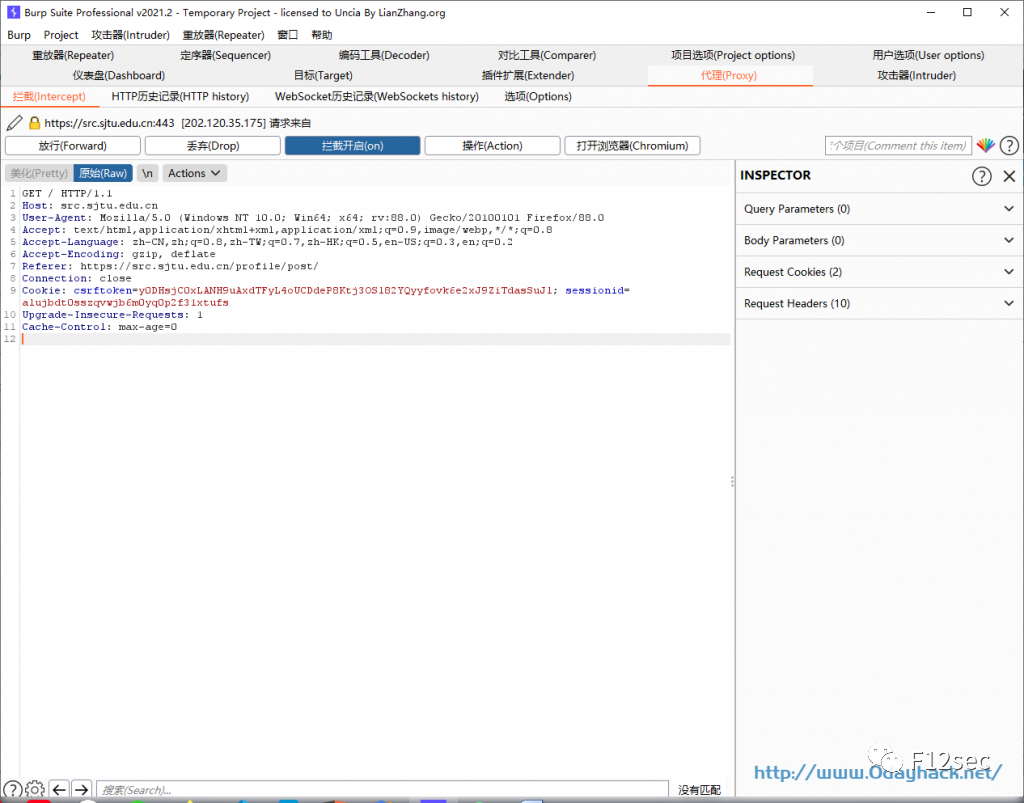 Burp Suite Professional v2021.2 - Temporary Project - licensed to Uncia By LianZhang.org
Burp Project 攻击器(Intruder) 重放器(Repeater) 窗口 帮助
重放器(Repeater) 定序器(Sequencer) 编码工具(Decoder) 对比工具(Comparer) 项目选项(Project options) 用户选项(User options)
仪表盘(Dashboard) 目标(Target) 插件扩展(Extender) 代理(Proxy) 攻击器(Intruder)
拦截(Intercept) HTTP历史记录(HTTP history) WebSocket历史记录(WebSockets history) 选项(Options)
https://src.sjtu.edu.cn:443 [202.120.35.175] 请求来自
放行(Forward) 丢弃(Drop) 拦截开启(on) 操作(Action) 打开浏览器(Chromium) 个项目(Comment this item)
美化(Pretty) 原始(Raw) \n Actions
INSPECTOR
Query Parameters (0)
Body Parameters (0)
Request Cookies (2)
Request Headers (10)
1 GET / HTTP/1.1
2 Host: src.sjtu.edu.cn
3 User-Agent: Mozilla/5.0 (Windows NT 10.0; Win64; x64; rv:88.0) Gecko/20100101 Firefox/88.0
4 Accept: text/html,application/xhtml+xml,application/xml;q=0.9,image/webp,*/*;q=0.8
5 Accept-Language: zh-CN,zh;q=0.8,zh-TW;q=0.7,zh-HK;q=0.5,en-US;q=0.3,en;q=0.2
6 Accept-Encoding: gzip, deflate
7 Referer: https://src.sjtu.edu.cn/profile/post/
8 Connection: close
9 Cookie: csrftoken=; sessionid=
10 Upgrade-Insecure-Requests: 1
11 Cache-Control: max-age=0
12
搜索(Search)... 没有匹配
F12sec
http://www.0dayhack.net/